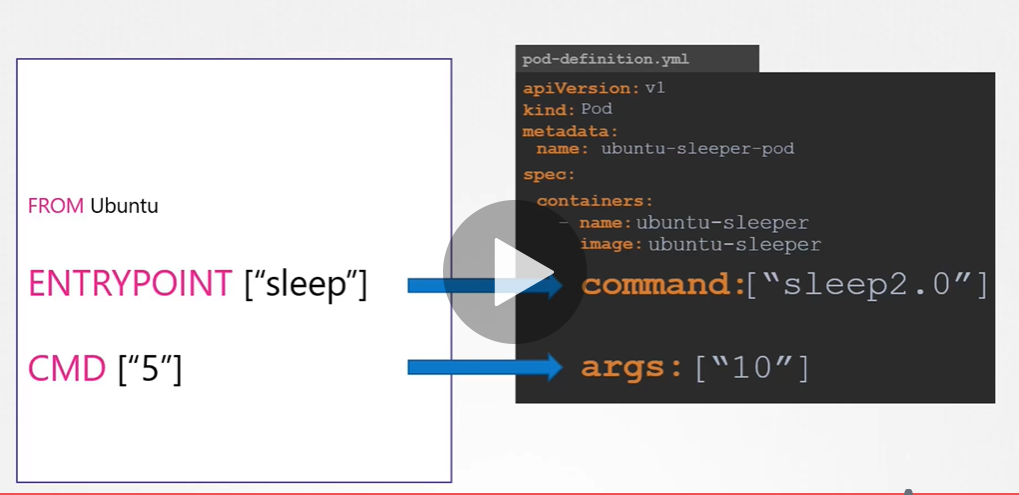 FROM Ubuntu
ENTRYPOINT [“sleep”]
CMD [“5”]
pod-definition.yml
apiVersion: v1
kind: Pod
metadata:
name: ubuntu-sleeper-pod
spec:
containers:
- name: ubuntu-sleeper
image: ubuntu-sleeper
command:[“sleep2.0”]
args: [“10”]